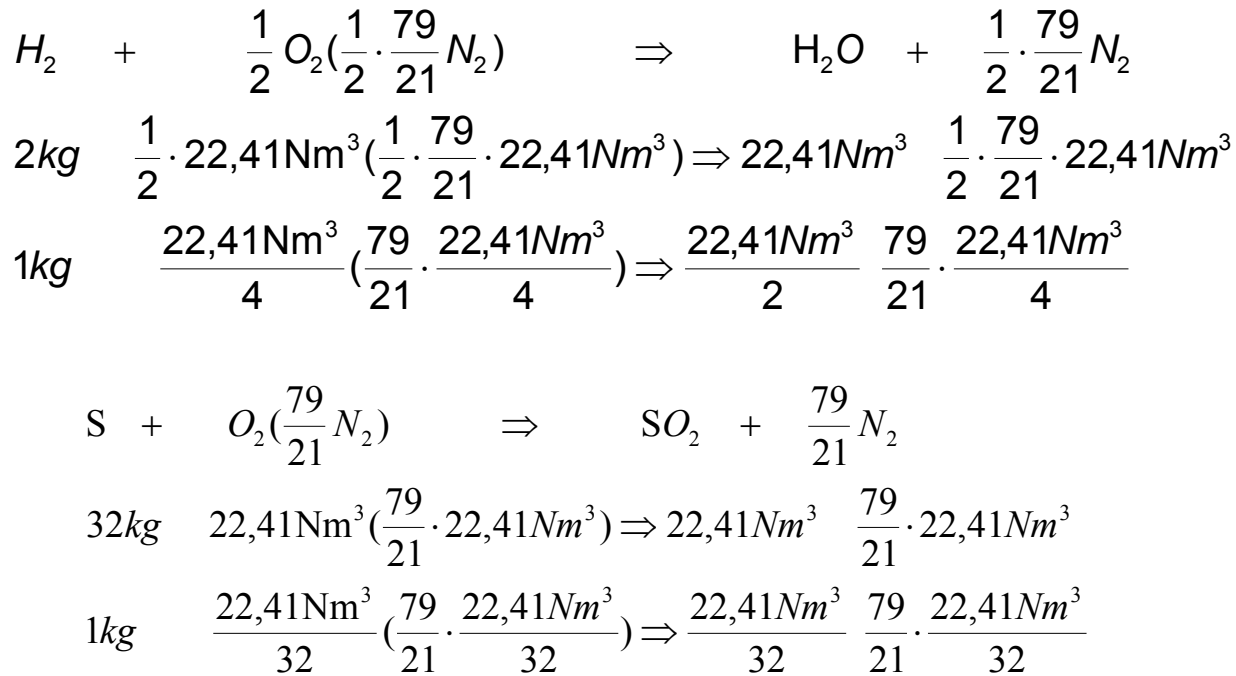 H₂ + 1/2 O₂(1/2 · 79/21 N₂) ⇒ H₂O + 1/2 · 79/21 N₂
2kg 1/2 · 22,41Nm³(1/2 · 79/21 · 22,41Nm³) ⇒ 22,41Nm³ 1/2 · 79/21 · 22,41Nm³
1kg 22,41Nm³/4 (79/21 · 22,41Nm³/4) ⇒ 22,41Nm³/2 79/21 · 22,41Nm³/4
S + O₂(79/21 N₂) ⇒ SO₂ + 79/21 N₂
32kg 22,41Nm³(79/21 · 22,41Nm³) ⇒ 22,41Nm³ 79/21 · 22,41Nm³
1kg 22,41Nm³/32 (79/21 · 22,41Nm³/32) ⇒ 22,41Nm³/32 79/21 · 22,41Nm³/32